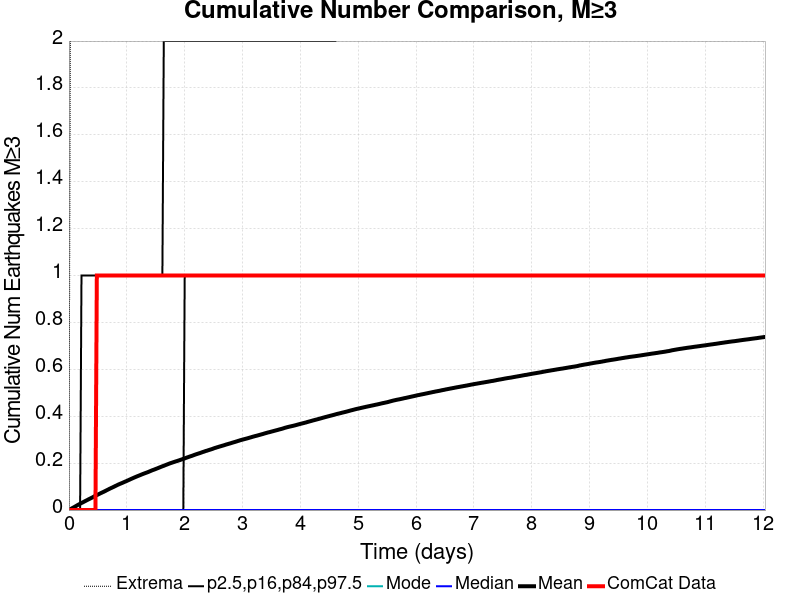 Cumulative Number Comparison, M≥3
Cumulative Num Earthquakes M≥3
2
1.8
1.6
1.4
1.2
1
0.8
0.6
0.4
0.2
0
0 1 2 3 4 5 6 7 8 9 10 11 12
Time (days)
Extrema p2.5,p16,p84,p97.5 Mode Median Mean ComCat Data